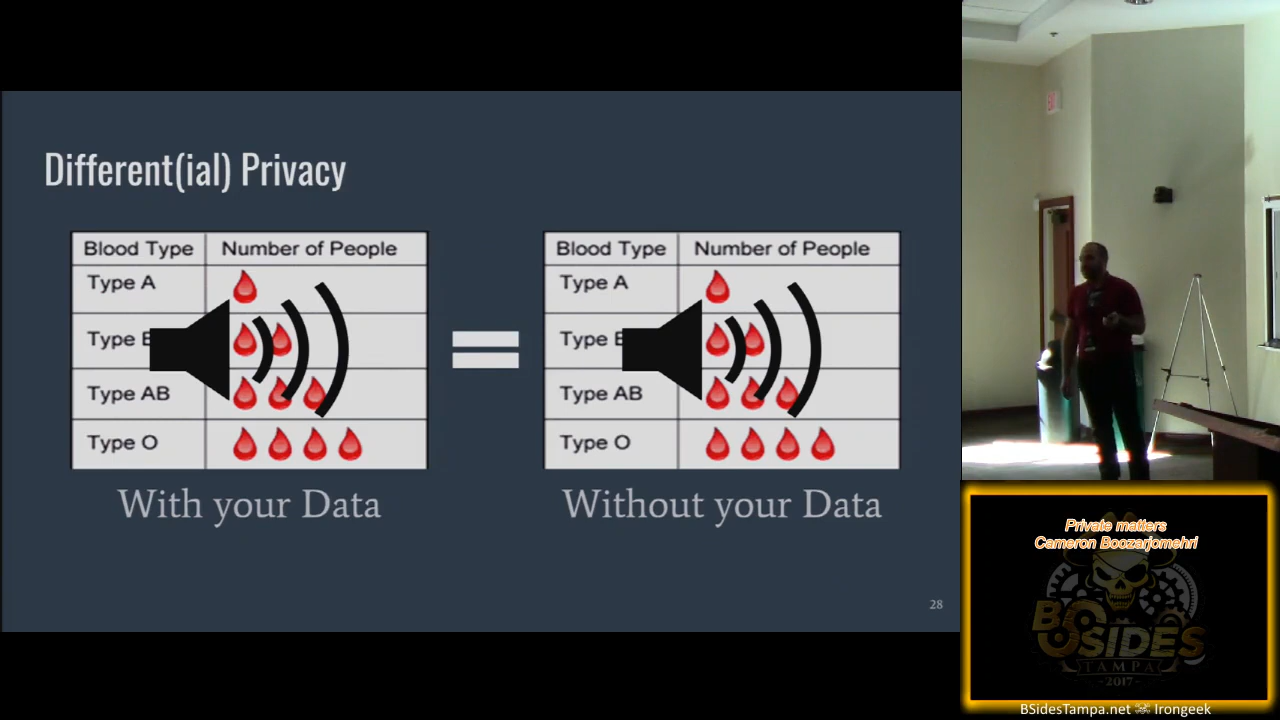 Different(ial) Privacy
Blood Type Number of People
Type A
Type
Type AB
Type O
With your Data
Blood Type Number of People
Type A
Type
Type AB
Type O
Without your Data
28
Private matters
Cameron Boozarjomehri
BSIDES
TAMPA
-2017-
BSidesTampa.net Irongeek